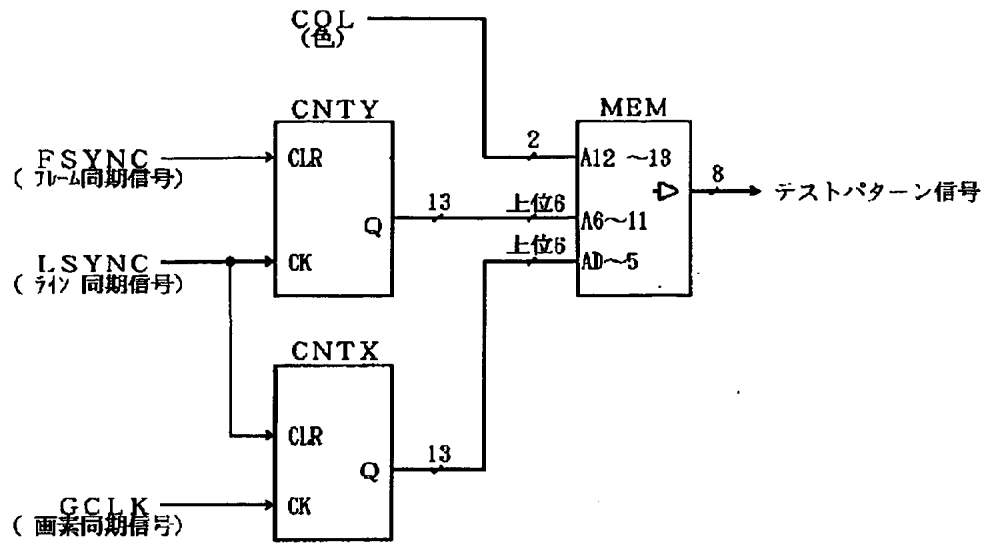 COL
(色)
CNTY
MEM
FSYNC
(フレーム同期信号)
CLR
2
A12 ~13
8
テストパターン信号
13
上位6
Q
A6~11
上位6
LSYNC
(ライン 同期信号)
CK
AD~5
CNTX
CLR
13
Q
GCLK
(画素同期信号)
CK